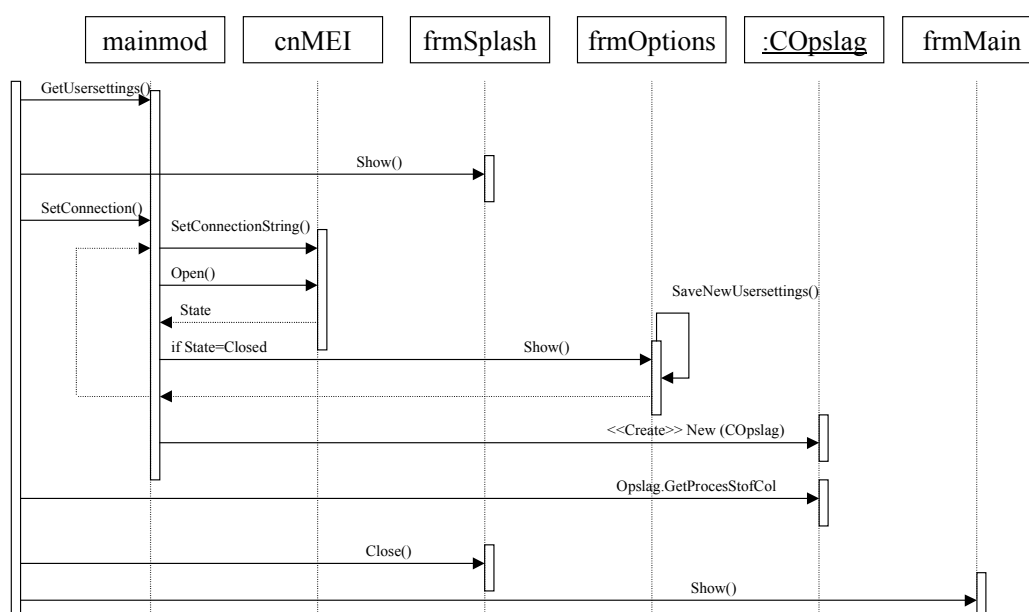 mainmod
cnMEI
frmSplash
frmOptions
:COpslag
frmMain
GetUsersettings()
Show()
SetConnection()
SetConnectionString()
Open()
SaveNewUsersettings()
State
if State=Closed
Show()
<<Create>> New (COpslag)
Opslag.GetProcesStofCol
Close()
Show()